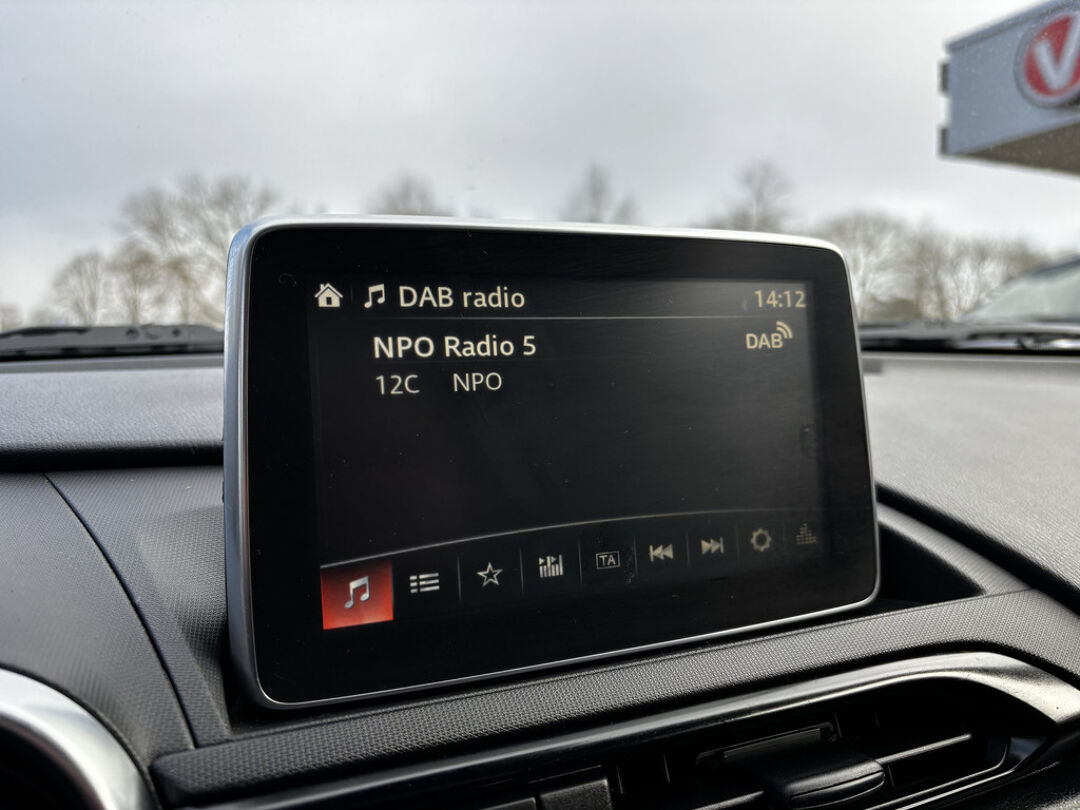 DAB radio 14:12
NPO Radio 5 DAB
12C NPO
TA
V